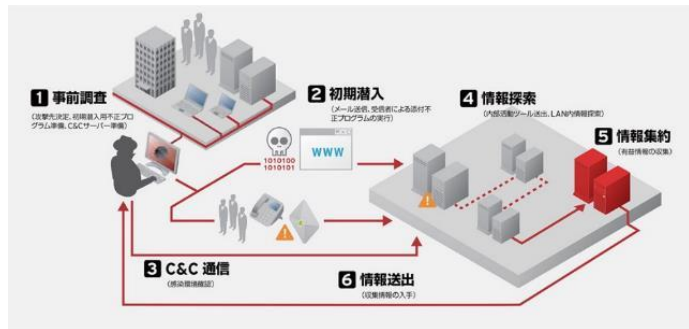 1 事前調査
(攻撃先決定、初期潜入用不正プロ
グラム準備、C&Cサーバー準備)
2 初期潜入
(メール送信、受信者による添付不
正プログラムの実行)
1010100
1010101
WWW
3 C&C 通信
(感染環境確認)
4 情報探索
(内部活動ツール送出、LAN内情報探索)
5 情報集約
(有益情報の収集)
6 情報送出
(収集情報の入手)